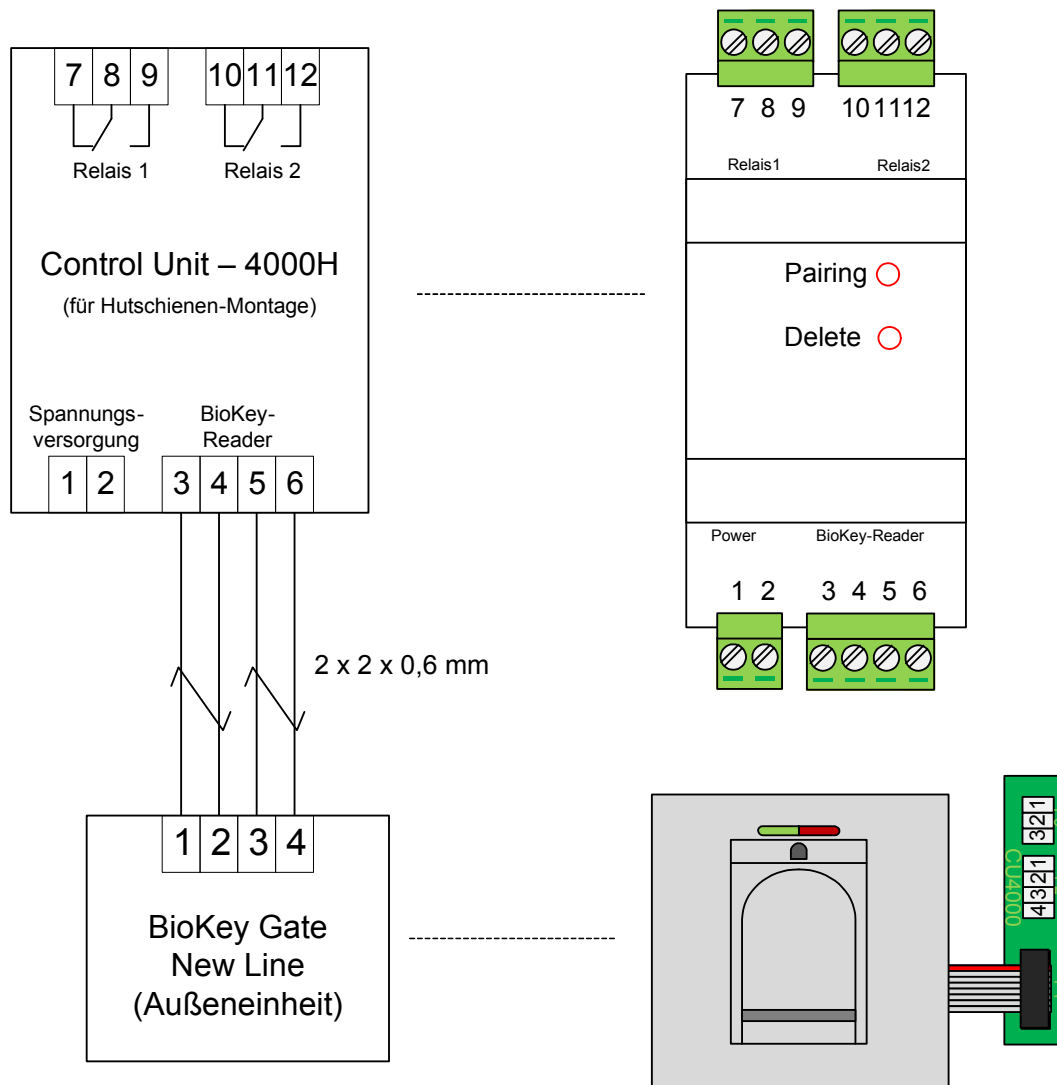 7 8 9 10 11 12
Relais 1 Relais 2
Control Unit – 4000H
(für Hutschienen-Montage)
Spannungs-
versorgung
BioKey-
Reader
1 2 3 4 5 6
2 x 2 x 0,6 mm
1 2 3 4
BioKey Gate
New Line
(Außeneinheit)
7 8 9 10 11 12
Relais1 Relais2
Pairing
Delete
Power BioKey-Reader
1 2 3 4 5 6
321
4321
CU4000